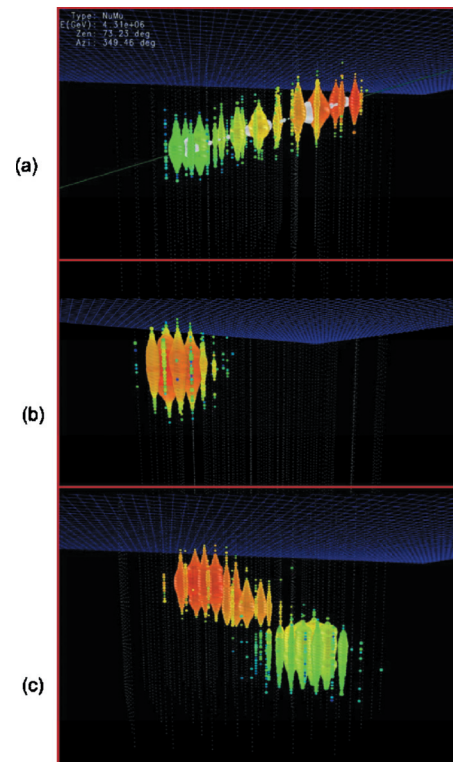 Type: NuMu
E(GeV): 4.31e+06
Zen: 73.23 deg
Azi: 349.46 deg
(a)
(b)
(c)